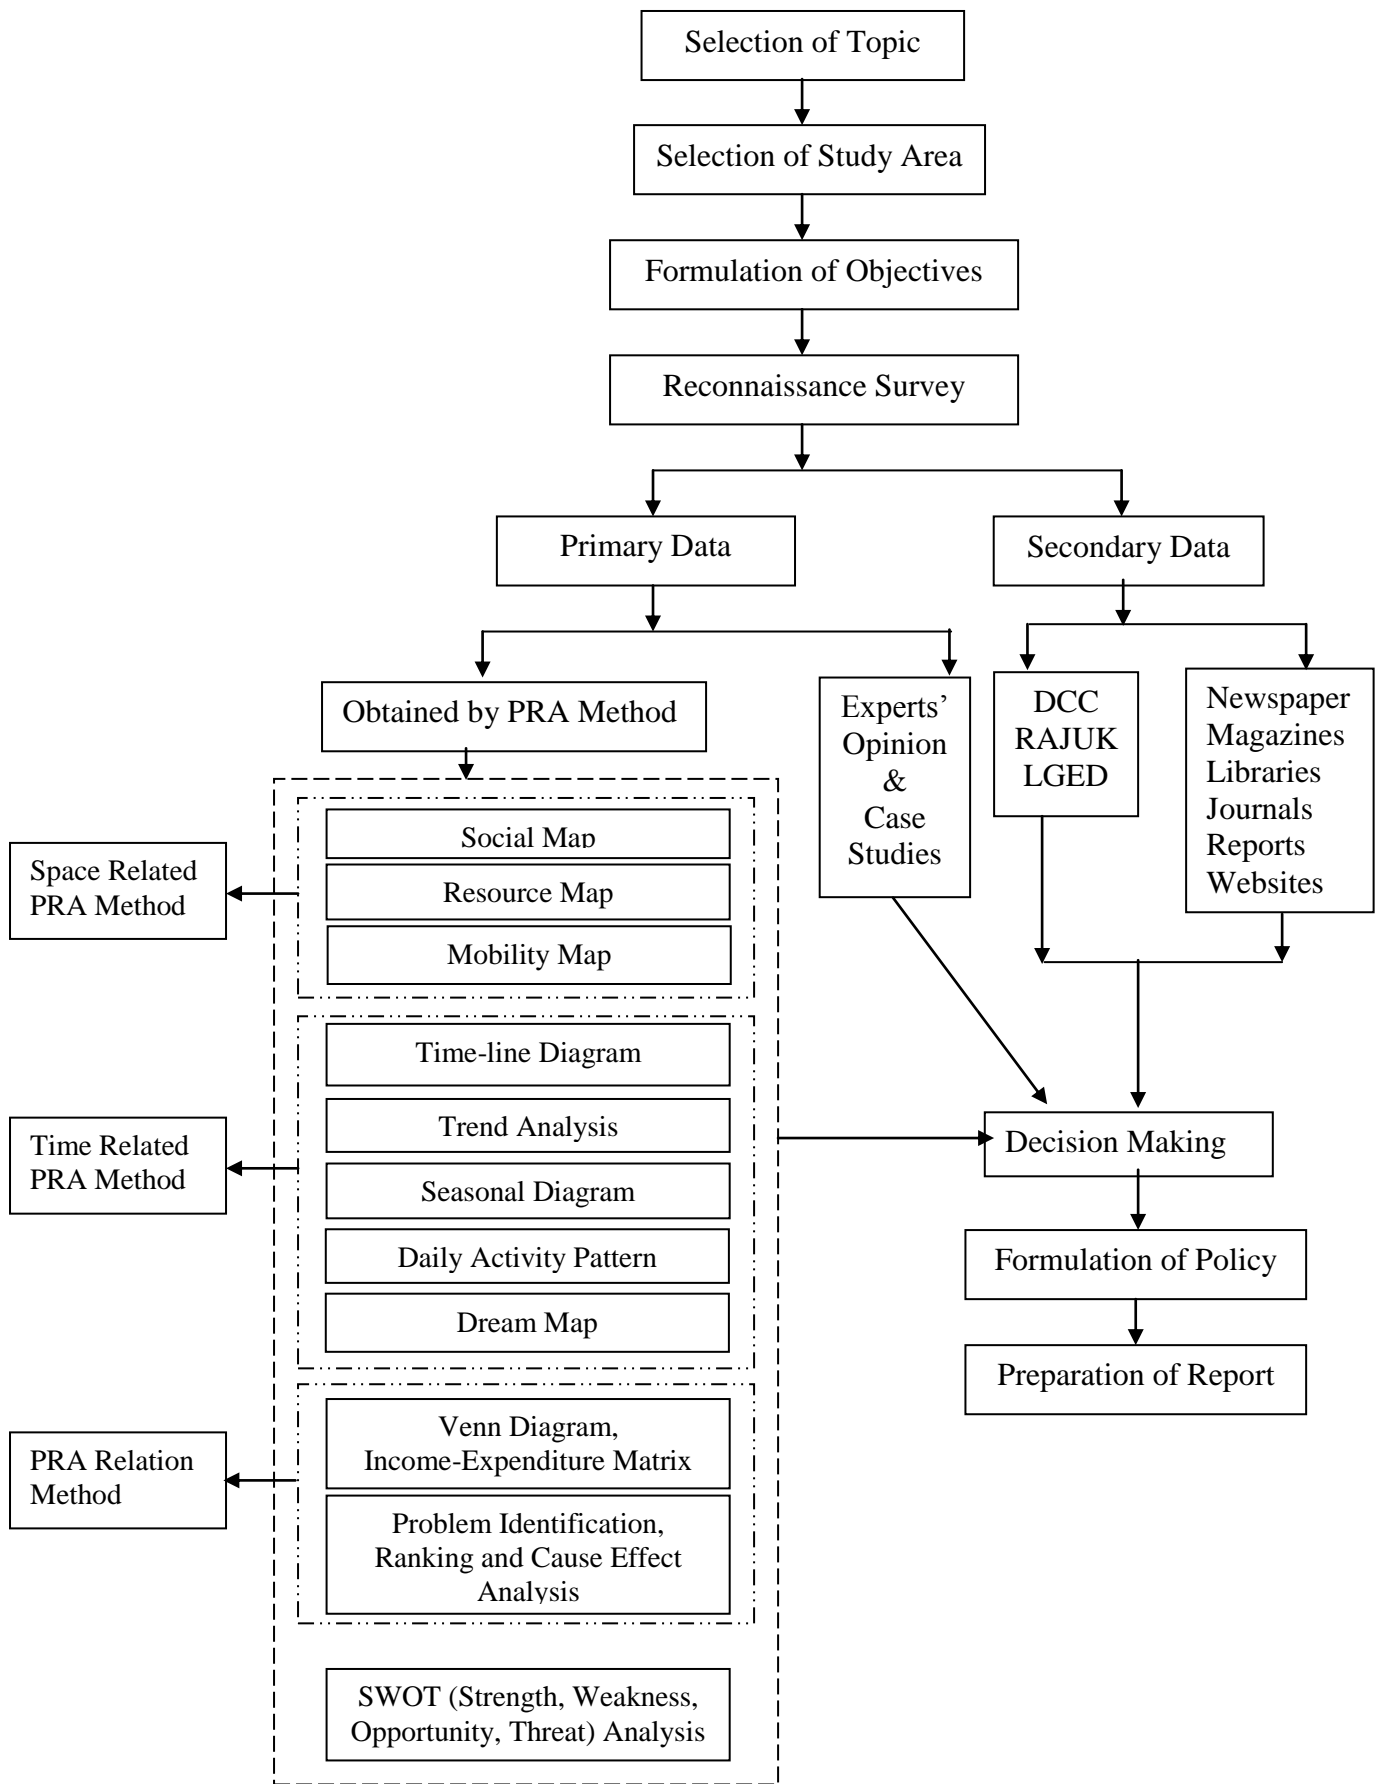 Selection of Topic
Selection of Study Area
Formulation of Objectives
Reconnaissance Survey
Primary Data
Secondary Data
Obtained by PRA Method
Experts’
Opinion
&
Case
Studies
DCC
RAJUK
LGED
Newspaper
Magazines
Libraries
Journals
Reports
Websites
Space Related
PRA Method
Social Map
Resource Map
Mobility Map
Time Related
PRA Method
Time-line Diagram
Trend Analysis
Seasonal Diagram
Daily Activity Pattern
Dream Map
PRA Relation
Method
Venn Diagram,
Income-Expenditure Matrix
Problem Identification,
Ranking and Cause Effect
Analysis
SWOT (Strength, Weakness,
Opportunity, Threat) Analysis
Decision Making
Formulation of Policy
Preparation of Report